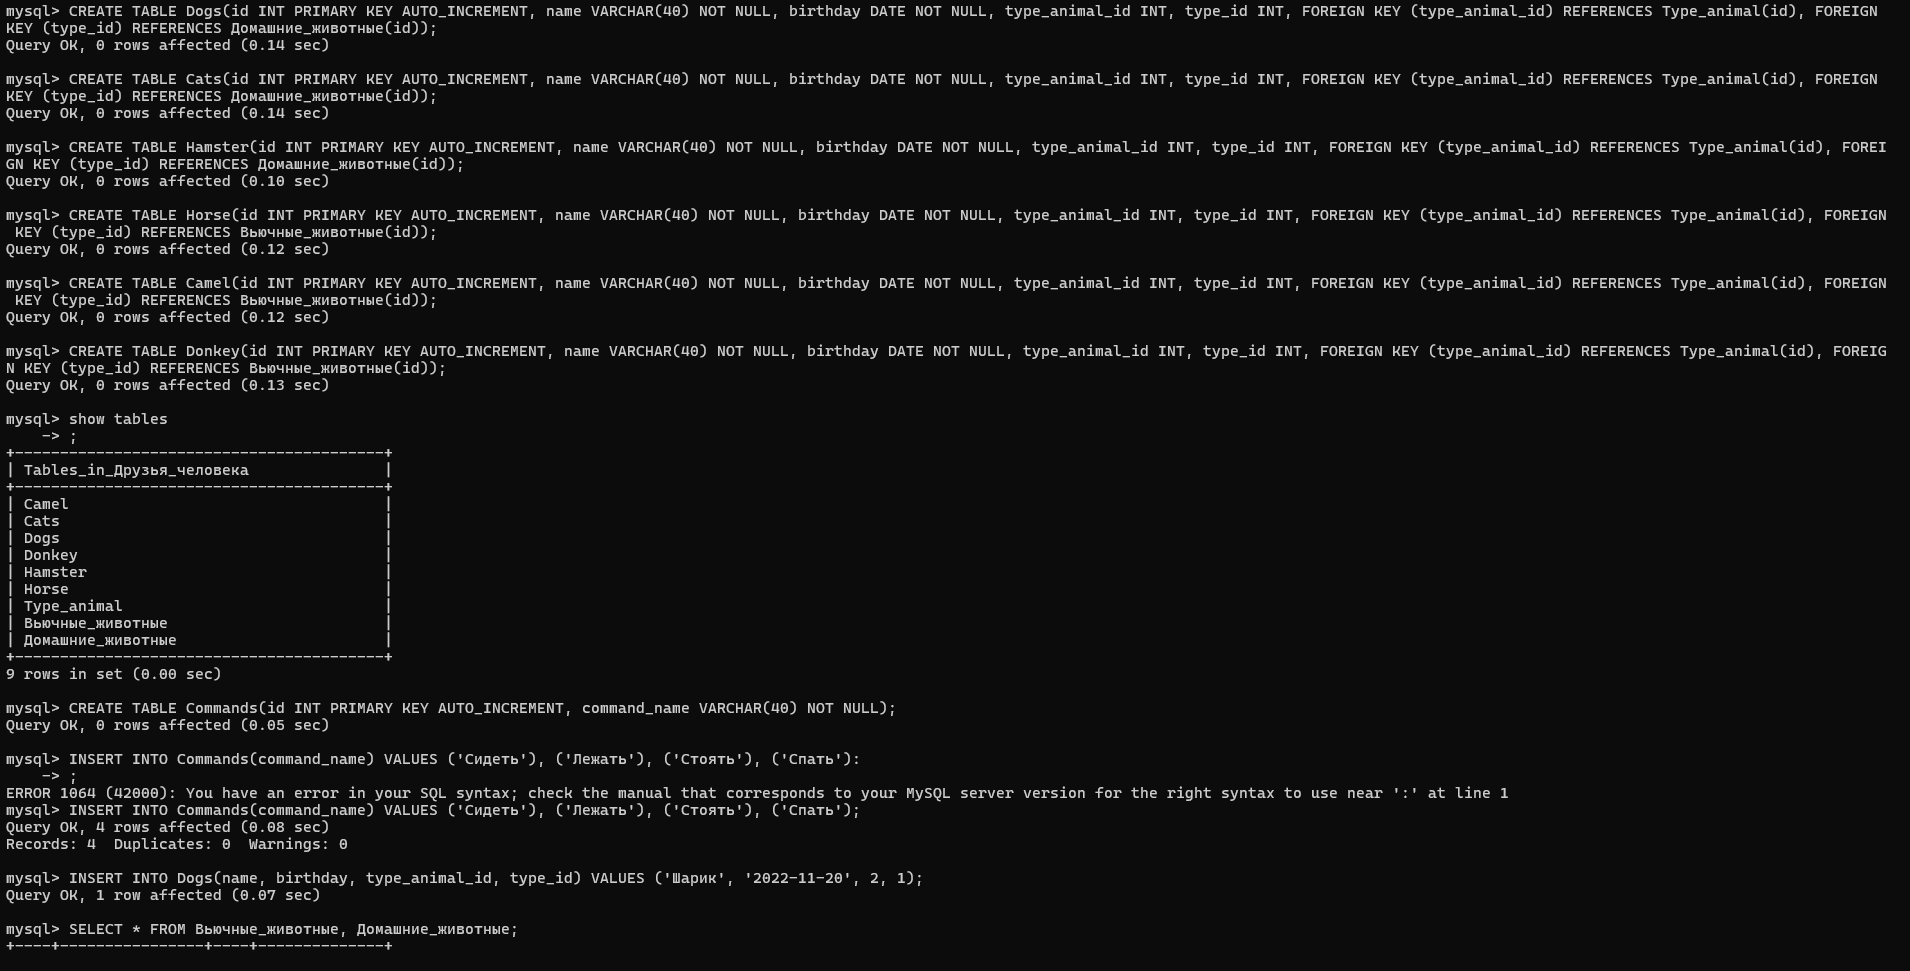 mysql> CREATE TABLE Dogs(id INT PRIMARY KEY AUTO_INCREMENT, name VARCHAR(40) NOT NULL, birthday DATE NOT NULL, type_animal_id INT, type_id INT, FOREIGN KEY (type_animal_id) REFERENCES Type_animal(id), FOREIGN
KEY (type_id) REFERENCES Домашние_животные(id));
Query OK, 0 rows affected (0.14 sec)
mysql> CREATE TABLE Cats(id INT PRIMARY KEY AUTO_INCREMENT, name VARCHAR(40) NOT NULL, birthday DATE NOT NULL, type_animal_id INT, type_id INT, FOREIGN KEY (type_animal_id) REFERENCES Type_animal(id), FOREIGN
KEY (type_id) REFERENCES Домашние_животные(id));
Query OK, 0 rows affected (0.14 sec)
mysql> CREATE TABLE Hamster(id INT PRIMARY KEY AUTO_INCREMENT, name VARCHAR(40) NOT NULL, birthday DATE NOT NULL, type_animal_id INT, type_id INT, FOREIGN KEY (type_animal_id) REFERENCES Type_animal(id), FOREI
GN KEY (type_id) REFERENCES Домашние_животные(id));
Query OK, 0 rows affected (0.10 sec)
mysql> CREATE TABLE Horse(id INT PRIMARY KEY AUTO_INCREMENT, name VARCHAR(40) NOT NULL, birthday DATE NOT NULL, type_animal_id INT, type_id INT, FOREIGN KEY (type_animal_id) REFERENCES Type_animal(id), FOREIGN
 KEY (type_id) REFERENCES Вьючные_животные(id));
Query OK, 0 rows affected (0.12 sec)
mysql> CREATE TABLE Camel(id INT PRIMARY KEY AUTO_INCREMENT, name VARCHAR(40) NOT NULL, birthday DATE NOT NULL, type_animal_id INT, type_id INT, FOREIGN KEY (type_animal_id) REFERENCES Type_animal(id), FOREIGN
 KEY (type_id) REFERENCES Вьючные_животные(id));
Query OK, 0 rows affected (0.12 sec)
mysql> CREATE TABLE Donkey(id INT PRIMARY KEY AUTO_INCREMENT, name VARCHAR(40) NOT NULL, birthday DATE NOT NULL, type_animal_id INT, type_id INT, FOREIGN KEY (type_animal_id) REFERENCES Type_animal(id), FOREIG
N KEY (type_id) REFERENCES Вьючные_животные(id));
Query OK, 0 rows affected (0.13 sec)
mysql> show tables
    -> ;
+-----------------------------------------+
| Tables_in_Друзья_человека               |
+-----------------------------------------+
| Camel                                   |
| Cats                                    |
| Dogs                                    |
| Donkey                                  |
| Hamster                                 |
| Horse                                   |
| Type_animal                             |
| Вьючные_животные                        |
| Домашние_животные                       |
+-----------------------------------------+
9 rows in set (0.00 sec)
mysql> CREATE TABLE Commands(id INT PRIMARY KEY AUTO_INCREMENT, command_name VARCHAR(40) NOT NULL);
Query OK, 0 rows affected (0.05 sec)
mysql> INSERT INTO Commands(command_name) VALUES ('Сидеть'), ('Лежать'), ('Стоять'), ('Спать'):
    -> ;
ERROR 1064 (42000): You have an error in your SQL syntax; check the manual that corresponds to your MySQL server version for the right syntax to use near ':' at line 1
mysql> INSERT INTO Commands(command_name) VALUES ('Сидеть'), ('Лежать'), ('Стоять'), ('Спать');
Query OK, 4 rows affected (0.08 sec)
Records: 4  Duplicates: 0  Warnings: 0
mysql> INSERT INTO Dogs(name, birthday, type_animal_id, type_id) VALUES ('Шарик', '2022-11-20', 2, 1);
Query OK, 1 row affected (0.07 sec)
mysql> SELECT * FROM Вьючные_животные, Домашние_животные;
+----+----------------+----+--------------+